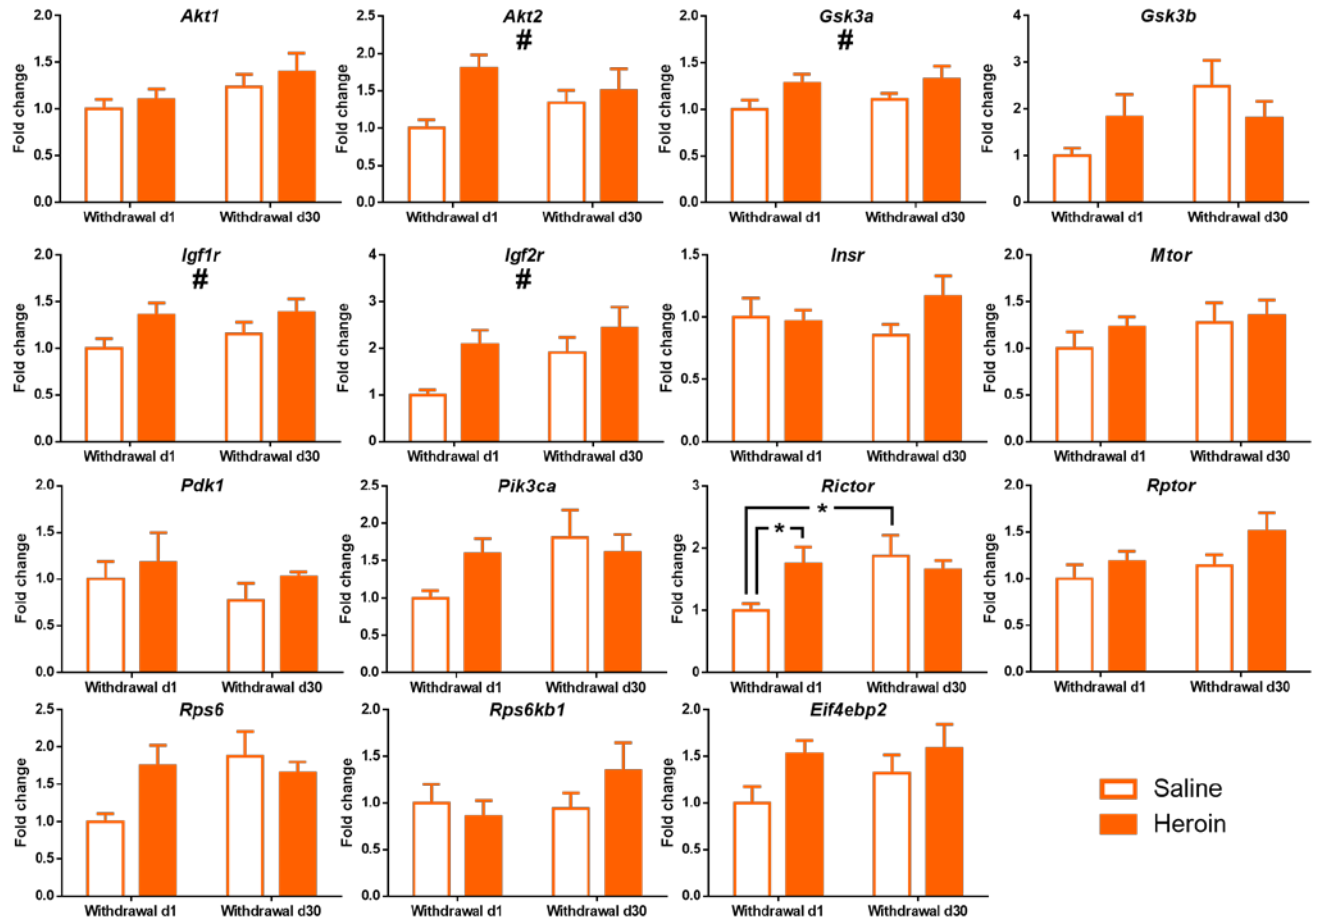 Akt1
2.0
1.5
1.0
0.5
0.0
Fold change
Withdrawal d1 Withdrawal d30
Akt2
#
2.5
2.0
1.5
1.0
0.5
0.0
Fold change
Withdrawal d1 Withdrawal d30
Gsk3a
#
2.0
1.5
1.0
0.5
0.0
Fold change
Withdrawal d1 Withdrawal d30
Gsk3b
4
3
2
1
0
Fold change
Withdrawal d1 Withdrawal d30
Igf1r
#
2.0
1.5
1.0
0.5
0.0
Fold change
Withdrawal d1 Withdrawal d30
Igf2r
#
4
3
2
1
0
Fold change
Withdrawal d1 Withdrawal d30
Insr
1.5
1.0
0.5
0.0
Fold change
Withdrawal d1 Withdrawal d30
Mtor
2.0
1.5
1.0
0.5
0.0
Fold change
Withdrawal d1 Withdrawal d30
Pdk1
2.0
1.5
1.0
0.5
0.0
Fold change
Withdrawal d1 Withdrawal d30
Pik3ca
2.5
2.0
1.5
1.0
0.5
0.0
Fold change
Withdrawal d1 Withdrawal d30
Rictor
3
2
1
0
*
*
Fold change
Withdrawal d1 Withdrawal d30
Rptor
2.0
1.5
1.0
0.5
0.0
Fold change
Withdrawal d1 Withdrawal d30
Rps6
2.5
2.0
1.5
1.0
0.5
0.0
Fold change
Withdrawal d1 Withdrawal d30
Rps6kb1
2.0
1.5
1.0
0.5
0.0
Fold change
Withdrawal d1 Withdrawal d30
Eif4ebp2
2.0
1.5
1.0
0.5
0.0
Fold change
Withdrawal d1 Withdrawal d30
Saline
Heroin